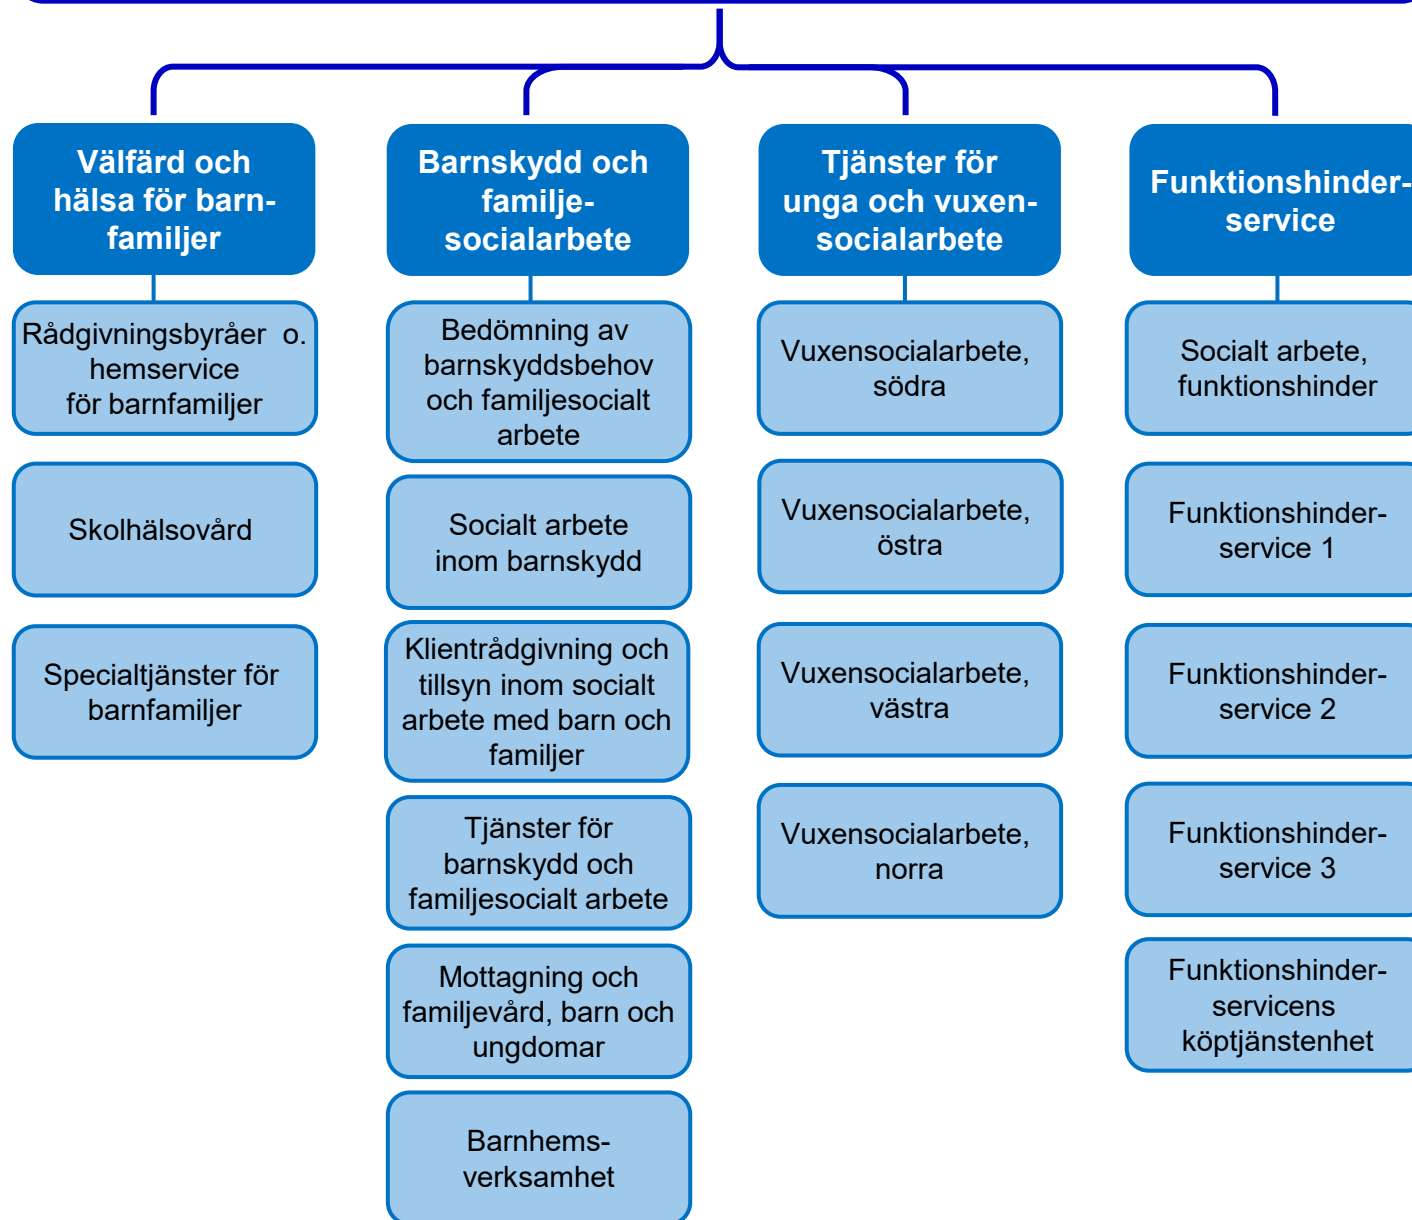 Välfärd och
hälsa för barn-
familjer
Rådgivningsbyråer o.
hemservice
för barnfamiljer
Skolhälsovård
Specialtjänster för
barnfamiljer
Barnskydd och
familje-
socialarbete
Bedömning av
barnskyddsbehov
och familjesocialt
arbete
Socialt arbete
inom barnskydd
Klientrådgivning och
tillsyn inom socialt
arbete med barn och
familjer
Tjänster för
barnskydd och
familjesocialt arbete
Mottagning och
familjevård, barn och
ungdomar
Barnhems-
verksamhet
Tjänster för
unga och vuxen-
socialarbete
Vuxensocialarbete,
södra
Vuxensocialarbete,
östra
Vuxensocialarbete,
västra
Vuxensocialarbete,
norra
Funktionshinder-
service
Socialt arbete,
funktionshinder
Funktionshinder-
service 1
Funktionshinder-
service 2
Funktionshinder-
service 3
Funktionshinder-
servicens
köptjänstenhet